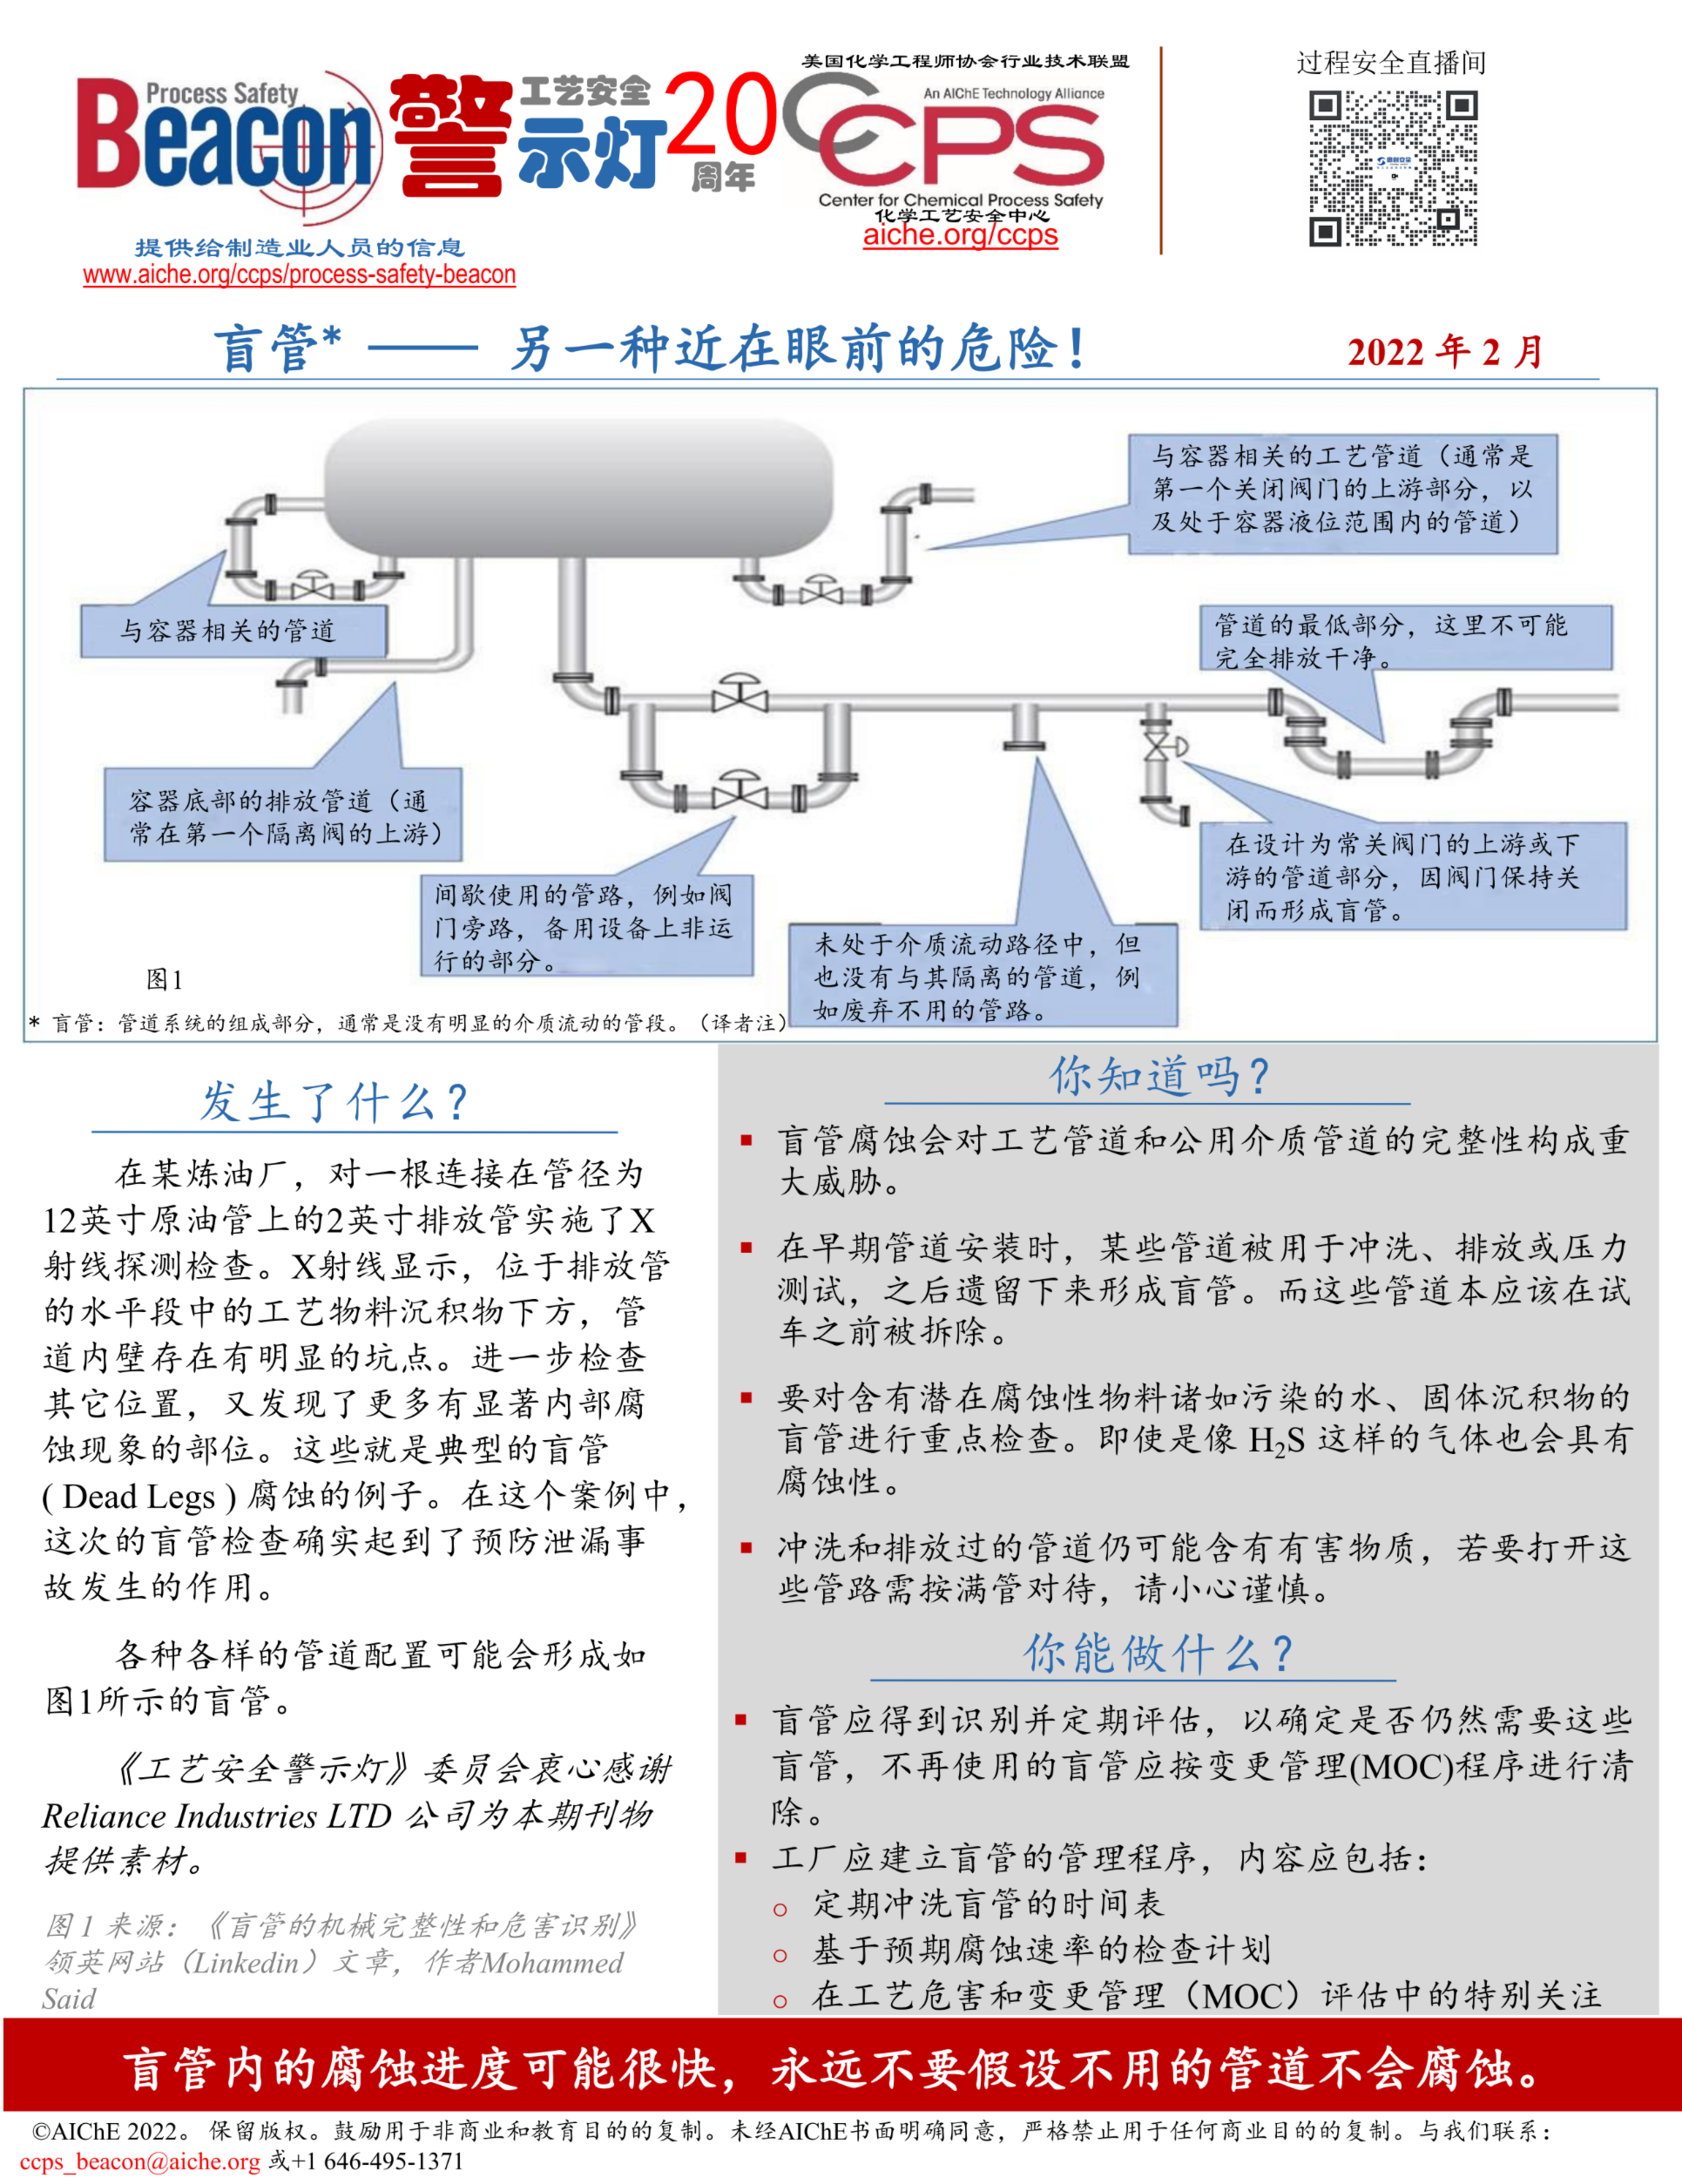 Process Safety
Beacon
警
工艺安全
示灯
20
周年
提供给制造业人员的信息
www.aiche.org/ccps/process-safety-beacon
美国化学工程师协会行业技术联盟
An AIChE Technology Alliance
CCPS
Center for Chemical Process Safety
化学工艺安全中心
aiche.org/ccps
过程安全直播间
盲管* —— 另一种近在眼前的危险！
2022 年 2 月
与容器相关的工艺管道（通常是
第一个关闭阀门的上游部分，以
及处于容器液位范围内的管道）
与容器相关的管道
管道的最低部分，这里不可能
完全排放干净。
容器底部的排放管道（通
常在第一个隔离阀的上游）
间歇使用的管路，例如阀
门旁路，备用设备上非运
行的部分。
未处于介质流动路径中，但
也没有与其隔离的管道，例
如废弃不用的管路。
在设计为常关阀门的上游或下
游的管道部分，因阀门保持关
闭而形成盲管。
图1
* 盲管：管道系统的组成部分，通常是没有明显的介质流动的管段。（译者注）
发生了什么？
在某炼油厂，对一根连接在管径为
12英寸原油管上的2英寸排放管实施了X
射线探测检查。X射线显示，位于排放管
的水平段中的工艺物料沉积物下方，管
道内壁存在有明显的坑点。进一步检查
其它位置，又发现了更多有显著内部腐
蚀现象的部位。这些就是典型的盲管
( Dead Legs ) 腐蚀的例子。在这个案例中，
这次的盲管检查确实起到了预防泄漏事
故发生的作用。
各种各样的管道配置可能会形成如
图1所示的盲管。
《工艺安全警示灯》委员会衷心感谢
Reliance Industries LTD 公司为本期刊物
提供素材。
图 1 来源：《盲管的机械完整性和危害识别》
领英网站（Linkedin）文章，作者Mohammed
Said
你知道吗？
▪ 盲管腐蚀会对工艺管道和公用介质管道的完整性构成重
大威胁。
▪ 在早期管道安装时，某些管道被用于冲洗、排放或压力
测试，之后遗留下来形成盲管。而这些管道本应该在试
车之前被拆除。
▪ 要对含有潜在腐蚀性物料诸如污染的水、固体沉积物的
盲管进行重点检查。即使是像 H₂S 这样的气体也会具有
腐蚀性。
▪ 冲洗和排放过的管道仍可能含有有害物质，若要打开这
些管路需按满管对待，请小心谨慎。
你能做什么？
▪ 盲管应得到识别并定期评估，以确定是否仍然需要这些
盲管，不再使用的盲管应按变更管理(MOC)程序进行清
除。
▪ 工厂应建立盲管的管理程序，内容应包括：
o 定期冲洗盲管的时间表
o 基于预期腐蚀速率的检查计划
o 在工艺危害和变更管理（MOC）评估中的特别关注
盲管内的腐蚀进度可能很快，永远不要假设不用的管道不会腐蚀。
©AIChE 2022。 保留版权。鼓励用于非商业和教育目的的复制。未经AIChE书面明确同意，严格禁止用于任何商业目的的复制。与我们联系：
ccps_beacon@aiche.org 或+1 646-495-1371